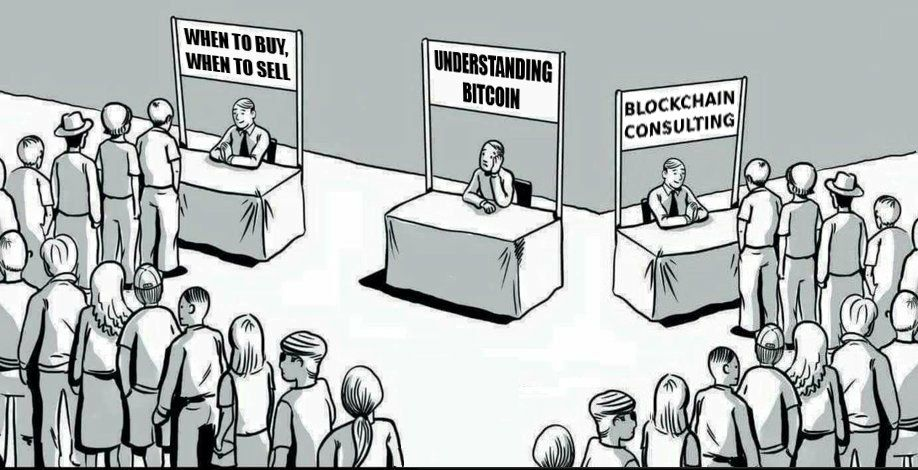 WHEN TO BUY,
WHEN TO SELL
UNDERSTANDING
BITCOIN
BLOCKCHAIN
CONSULTING